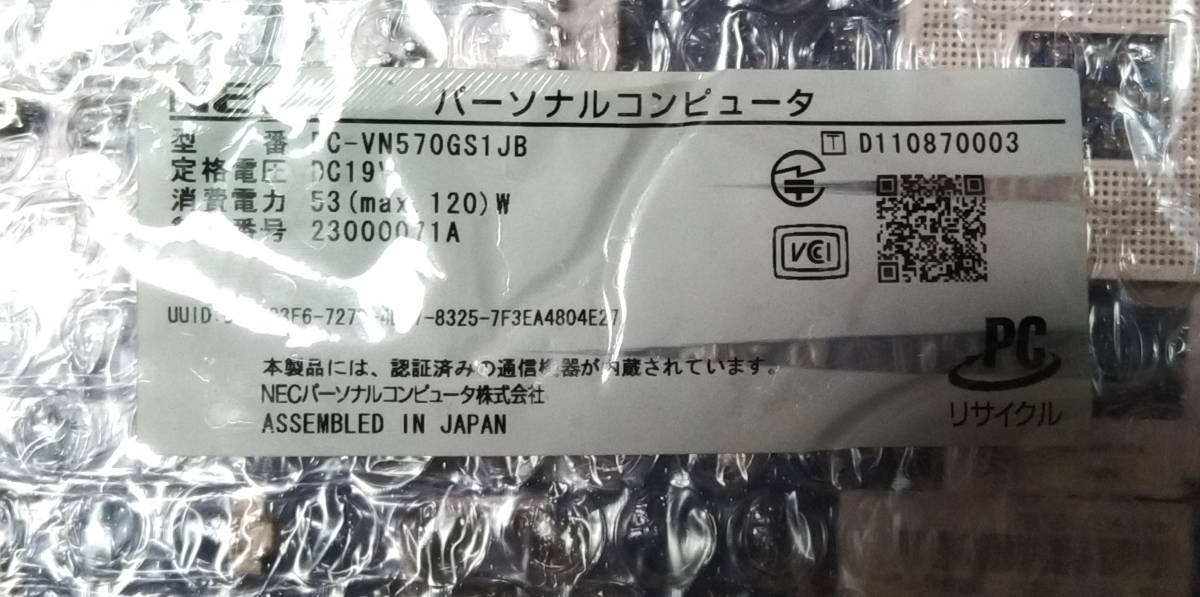 NEC パーソナルコンピュータ
型番 PC-VN570GS1JB
T D110870003
定格電圧 DC19V
消費電力 53(max 120)W
番号 23000071A
VCCI
UUID: 8325-7F3EA4804E27
本製品には、認証済みの通信機器が内蔵されています。
NECパーソナルコンピュータ株式会社
ASSEMBLED IN JAPAN
PC
リサイクル